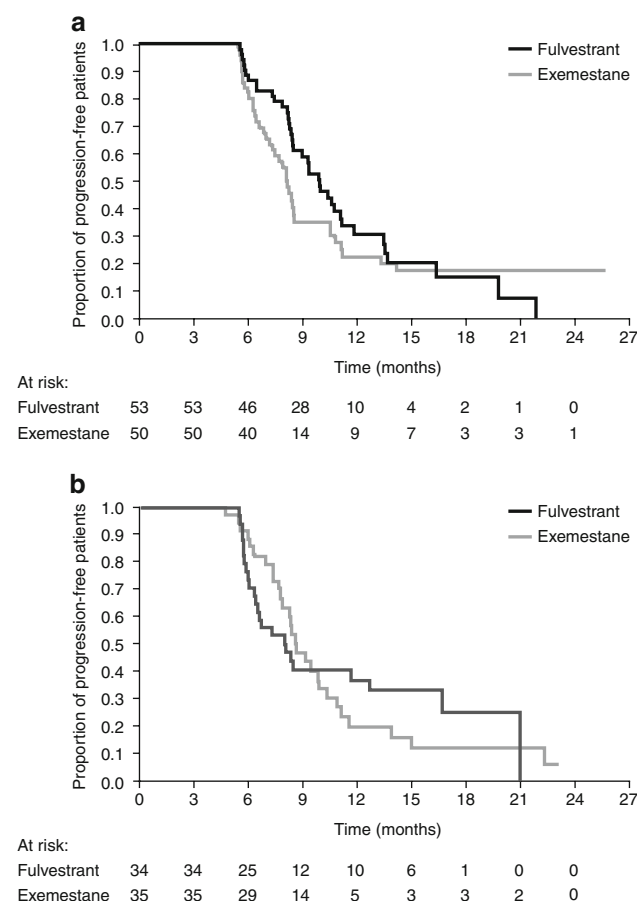 a
Proportion of progression-free patients
1.0
0.9
0.8
0.7
0.6
0.5
0.4
0.3
0.2
0.1
0.0
Fulvestrant
Exemestane
0 3 6 9 12 15 18 21 24 27
Time (months)
At risk:
Fulvestrant 53 53 46 28 10 4 2 1 0
Exemestane 50 50 40 14 9 7 3 3 1
b
Proportion of progression-free patients
1.0
0.9
0.8
0.7
0.6
0.5
0.4
0.3
0.2
0.1
0.0
Fulvestrant
Exemestane
0 3 6 9 12 15 18 21 24 27
Time (months)
At risk:
Fulvestrant 34 34 25 12 10 6 1 0 0
Exemestane 35 35 29 14 5 3 3 2 0